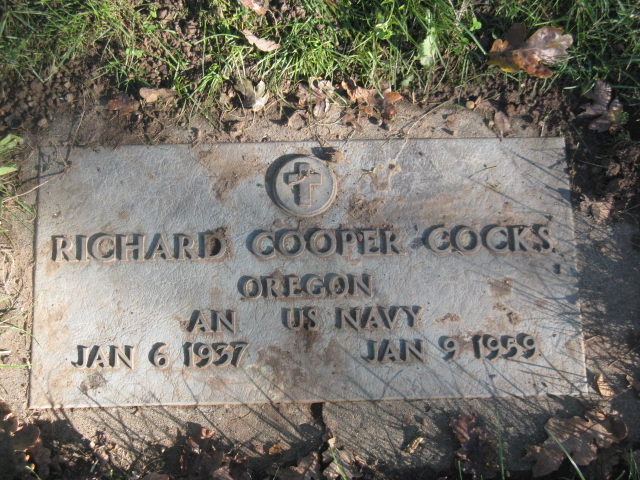 RICHARD COOPER COCKS
OREGON
AN US NAVY
JAN 6 1937 JAN 9 1959